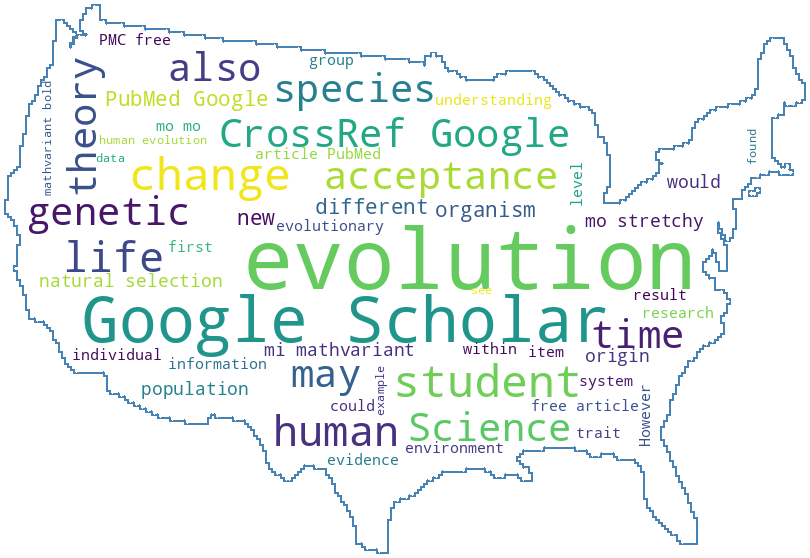 PMC free
group
also
theory
species
PubMed Google
understanding
mathvariant bold
mo mo
CrossRef Google
human evolution
found
data
article PubMed
change
acceptance
level
would
genetic
new
different
organism
mo stretchy
evolutionary
first
life
evolution
natural selection
see
Google Scholar
result
research
time
individual
mi mathvariant
within
item
origin
information
population
may
example
student
system
could
free article
However
human
Science
trait
environment
evidence